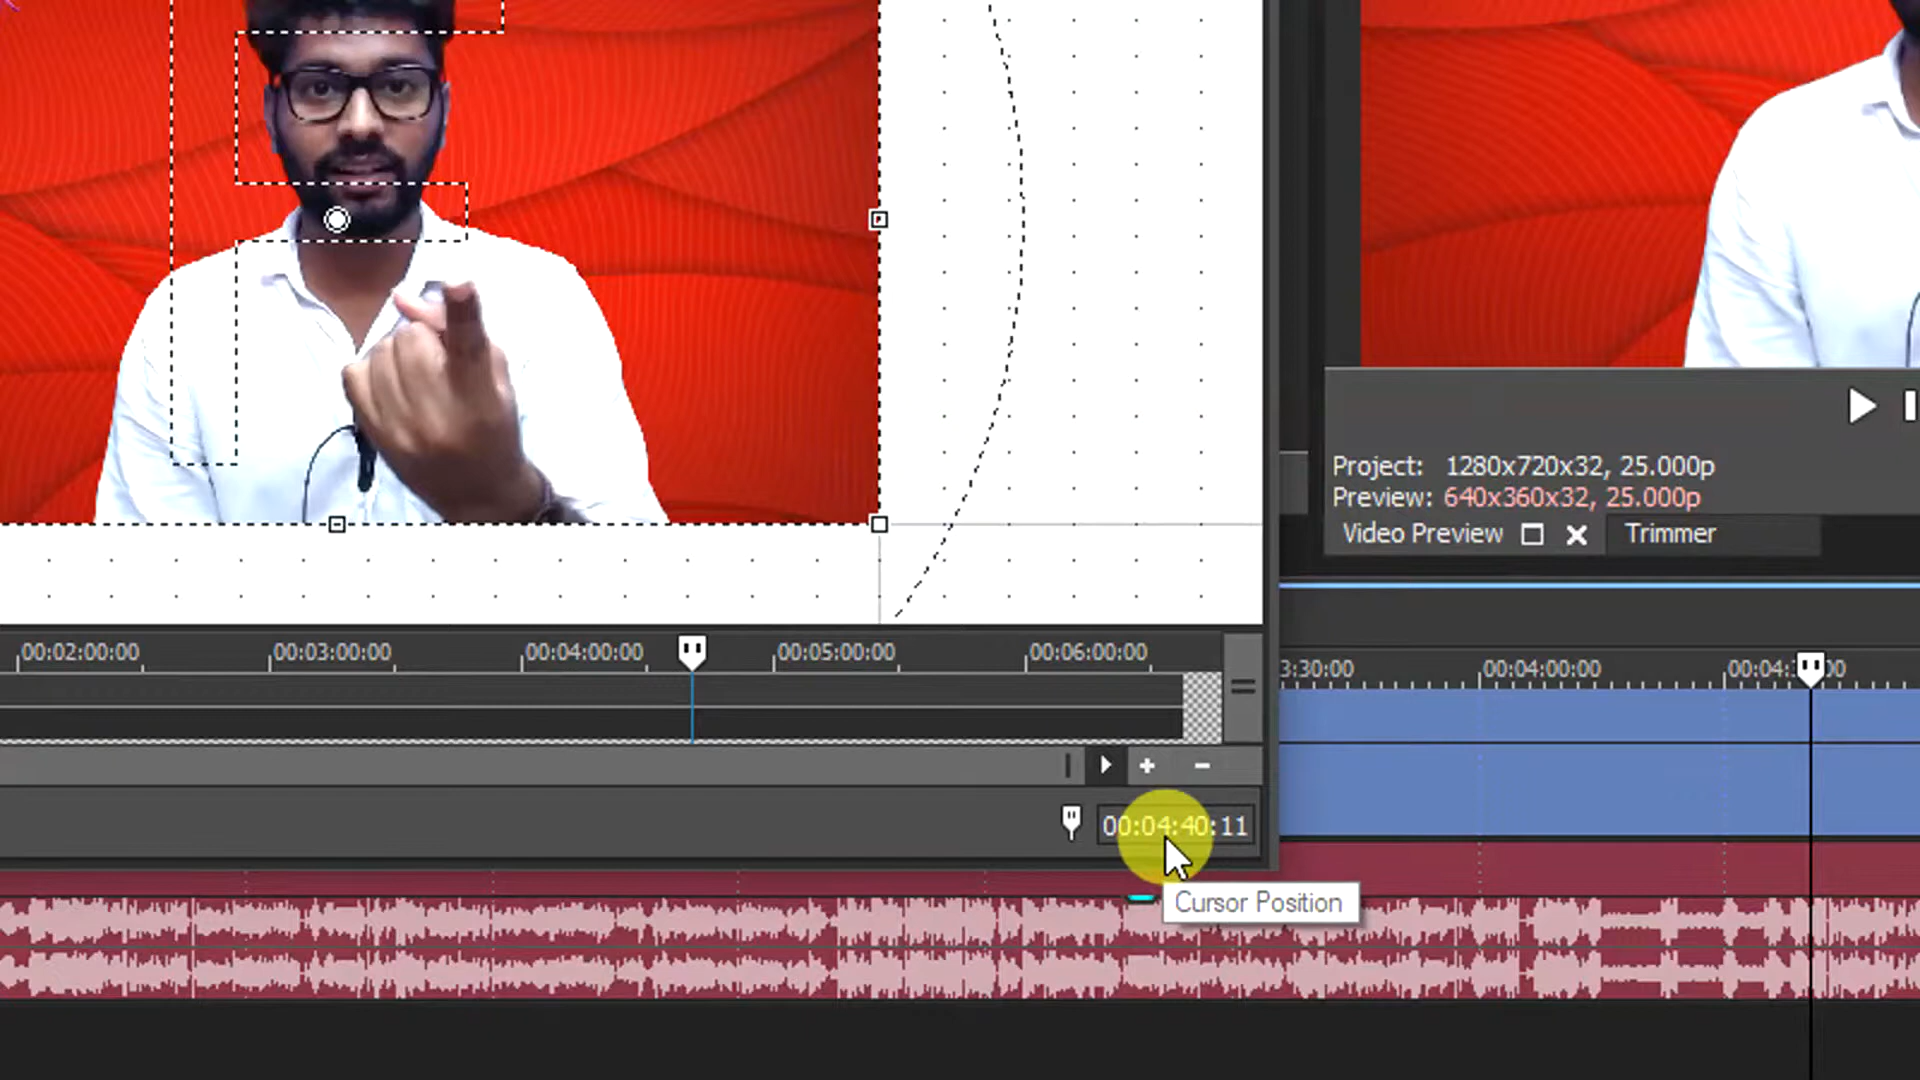 Project: 1280x720x32, 25.000p
Preview: 640x360x32, 25.000p
Video Preview Trimmer
00:02:00:00 00:03:00:00 00:04:00:00 00:05:00:00 00:06:00:00
3:30:00 00:04:00:00 00:04: 00
00:04:40:11
Cursor Position